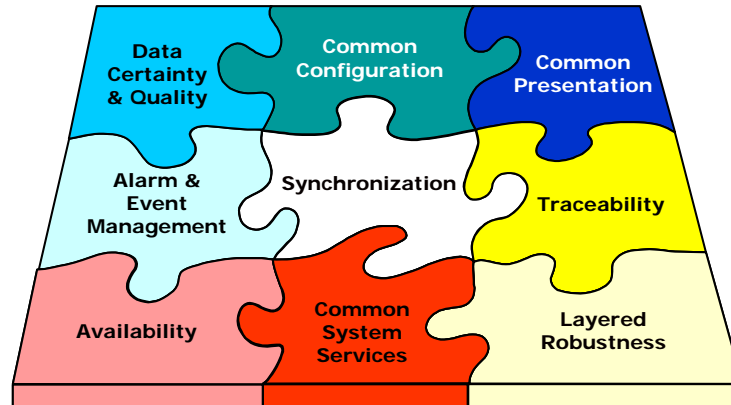 Data
Certainty
& Quality
Common
Configuration
Common
Presentation
Alarm &
Event
Management
Synchronization
Traceability
Availability
Common
System
Services
Layered
Robustness